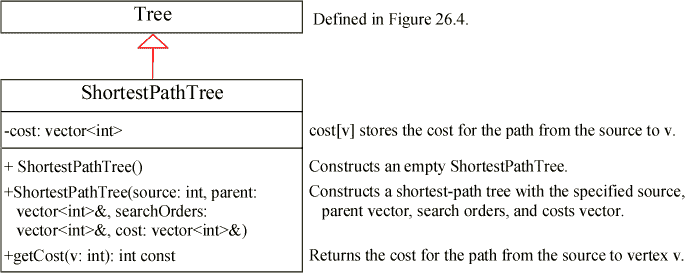 Tree
Defined in Figure 26.4.
ShortestPathTree
-cost: vector<int>
cost[v] stores the cost for the path from the source to v.
+ ShortestPathTree()
Constructs an empty ShortestPathTree.
+ShortestPathTree(source: int, parent:
vector<int>&, searchOrders:
vector<int>&, cost: vector<int>&)
Constructs a shortest-path tree with the specified source,
parent vector, search orders, and costs vector.
+getCost(v: int): int const
Returns the cost for the path from the source to vertex v.